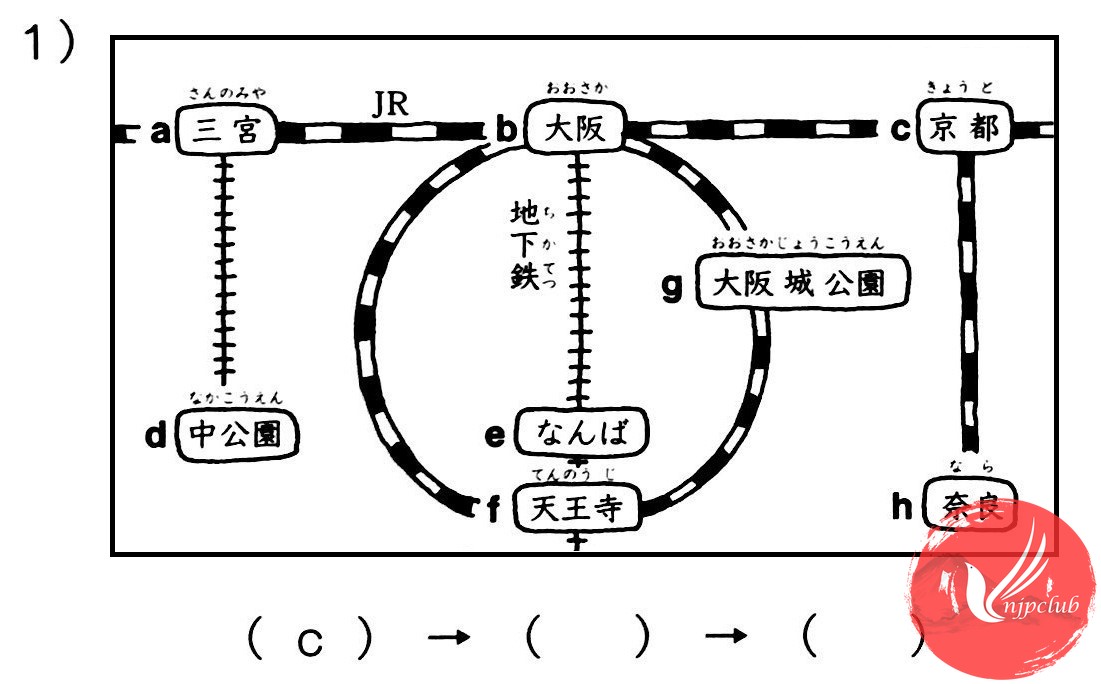 1）
さんのみや
おおさか
きょうと
JR
a 三宮
b 大阪
c 京都
地下鉄
ちかてつ
おおさかじょうこうえん
g 大阪城公園
なかこうえん
d 中公園
e なんば
てんのうじ
f 天王寺
なら
h 奈良
( c ) → ( ) → ( )
njpclub